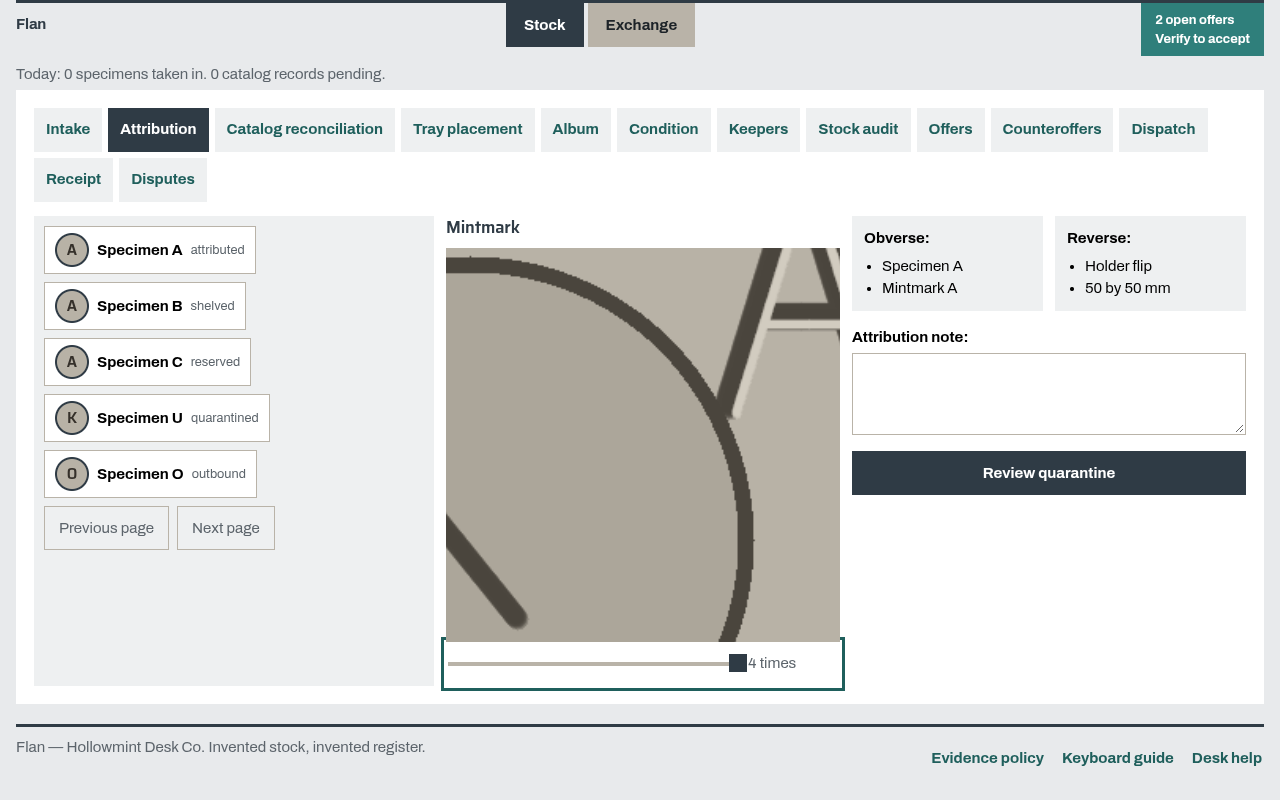 Flan
Stock
Exchange
2 open offers
Verify to accept
Today: 0 specimens taken in. 0 catalog records pending.
Intake
Attribution
Catalog reconciliation
Tray placement
Album
Condition
Keepers
Stock audit
Offers
Counteroffers
Dispatch
Receipt
Disputes
A Specimen A attributed
A Specimen B shelved
A Specimen C reserved
K Specimen U quarantined
O Specimen O outbound
Previous page
Next page
Mintmark
4 times
Obverse:
• Specimen A
• Mintmark A
Reverse:
• Holder flip
• 50 by 50 mm
Attribution note:
Review quarantine
Flan — Hollowmint Desk Co. Invented stock, invented register.
Evidence policy
Keyboard guide
Desk help